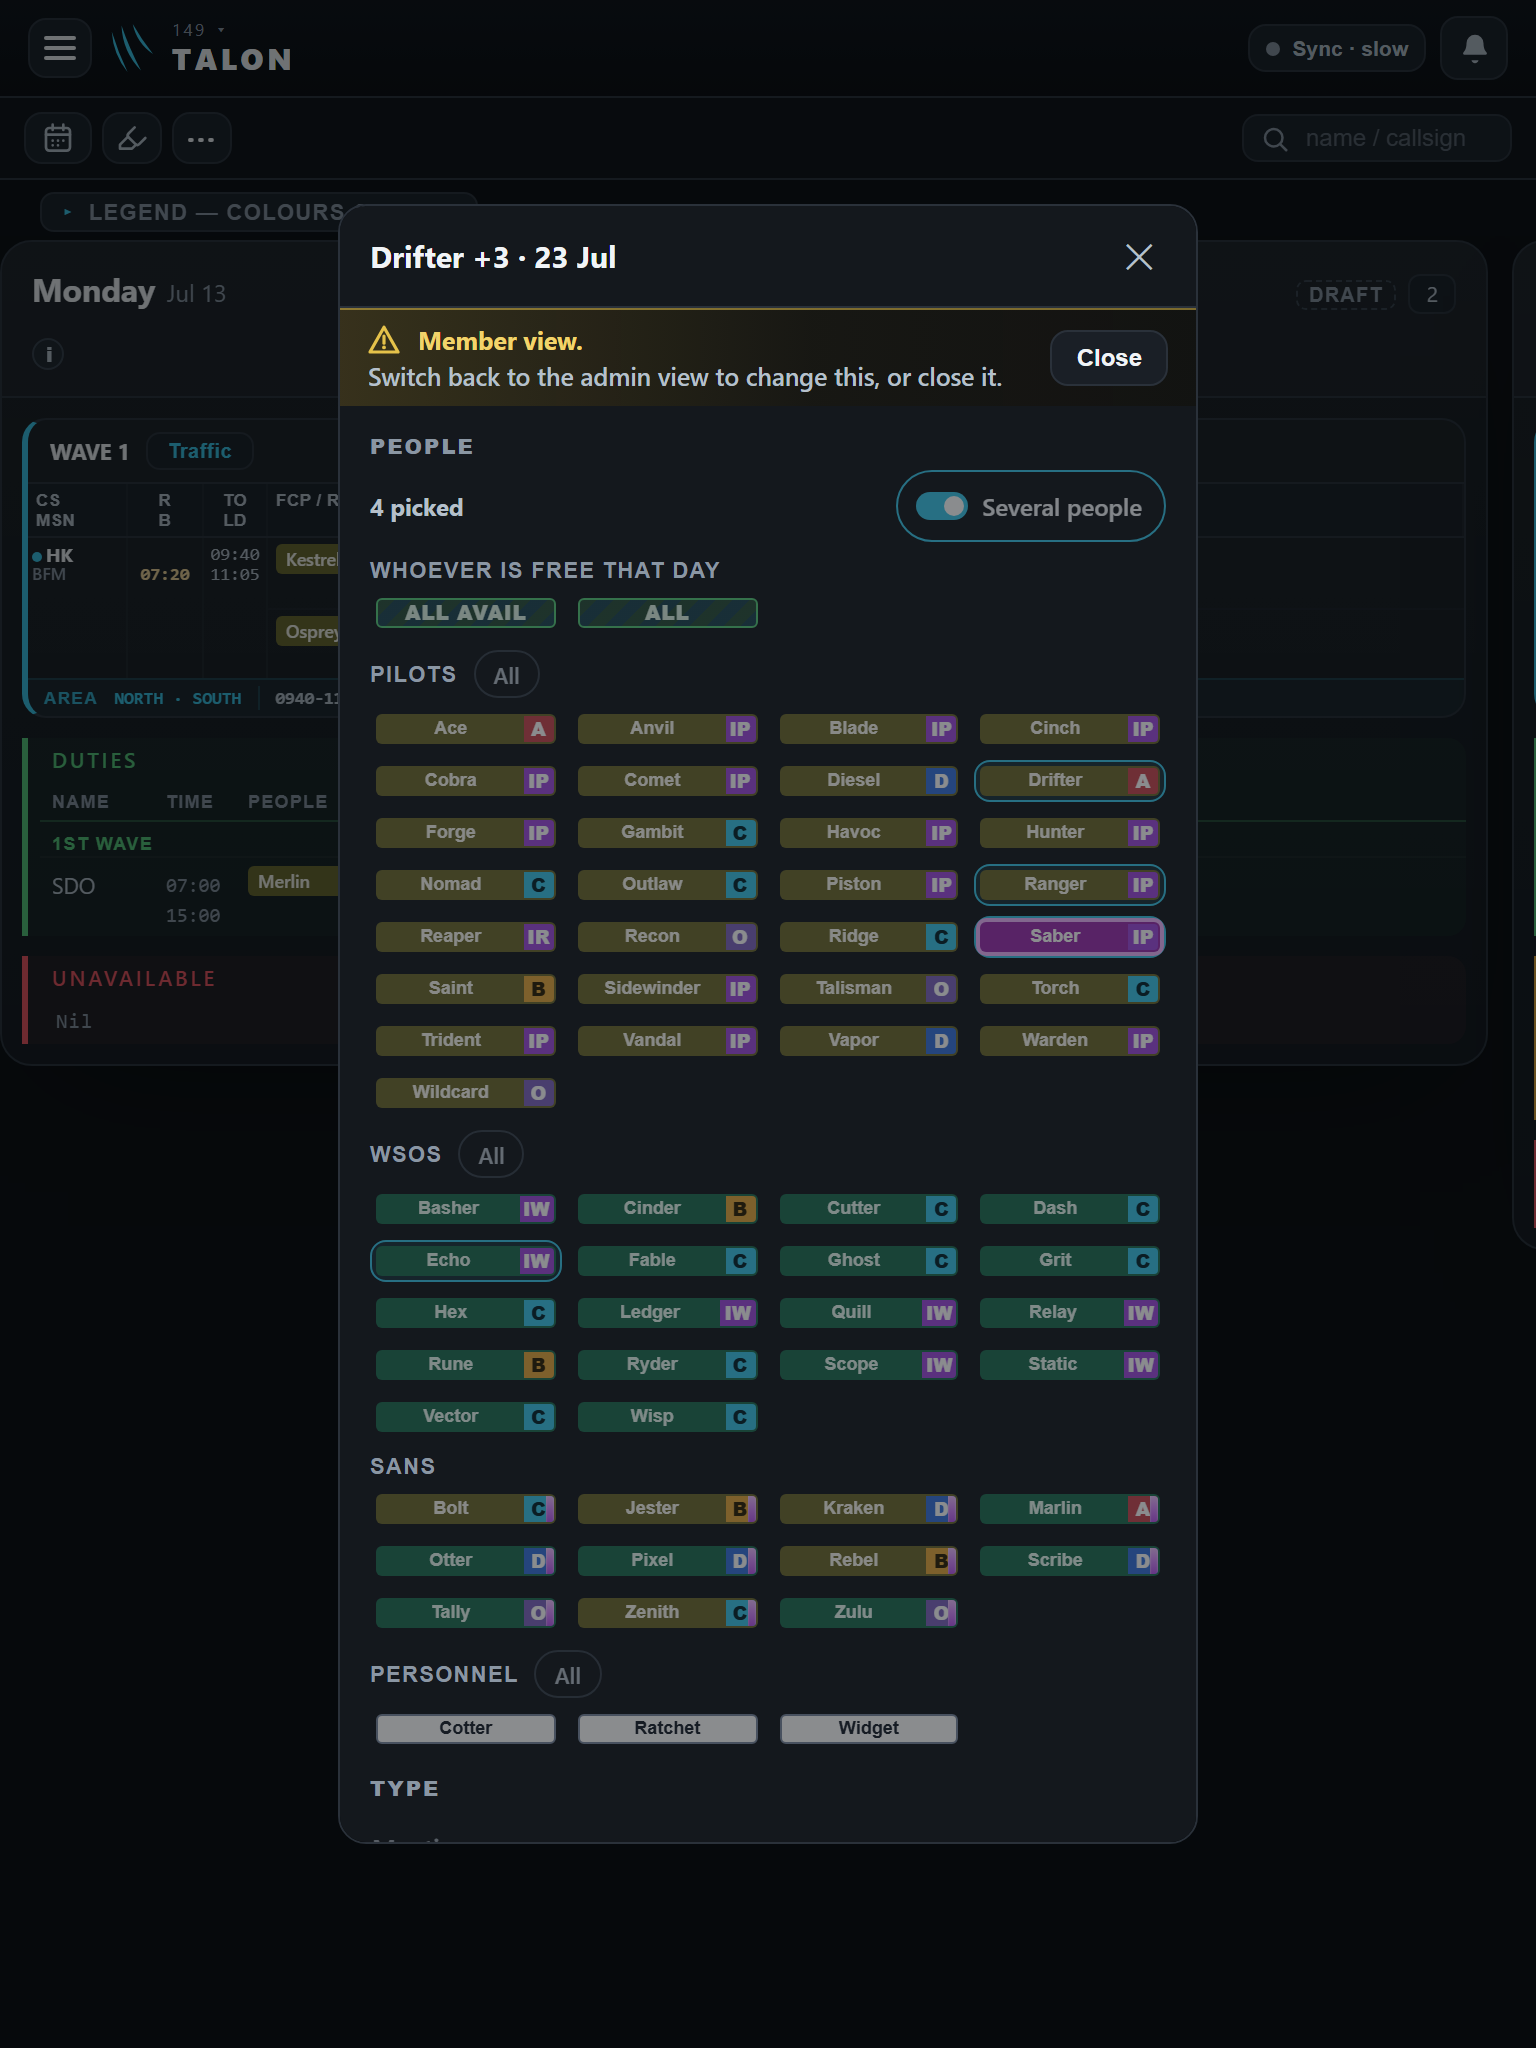 149
TALON
Sync · slow
name / callsign
LEGEND — COLOURS
Monday Jul 13
DRAFT 2
WAVE 1 Traffic
CS R TO FCP /
MSN B LD
HK 09:40
BFM 07:20 11:05
AREA NORTH · SOUTH
DUTIES
NAME TIME PEOPLE
1ST WAVE
SDO 07:00 Merlin
15:00
UNAVAILABLE
Nil
Drifter +3 · 23 Jul
Member view.
Switch back to the admin view to change this, or close it.
Close
PEOPLE
4 picked Several people
WHOEVER IS FREE THAT DAY
ALL AVAIL ALL
PILOTS All
Ace A Anvil IP Blade IP Cinch IP
Cobra IP Comet IP Diesel D Drifter A
Forge IP Gambit C Havoc IP Hunter IP
Nomad C Outlaw C Piston IP Ranger IP
Reaper IR Recon O Ridge C Saber IP
Saint B Sidewinder IP Talisman O Torch C
Trident IP Vandal IP Vapor D Warden IP
Wildcard O
WSOS All
Basher IW Cinder B Cutter C Dash C
Echo IW Fable C Ghost C Grit C
Hex C Ledger IW Quill IW Relay IW
Rune B Ryder C Scope IW Static IW
Vector C Wisp C
SANS
Bolt C Jester B Kraken D Marlin A
Otter D Pixel D Rebel B Scribe D
Tally O Zenith C Zulu O
PERSONNEL All
Cotter Ratchet Widget
TYPE